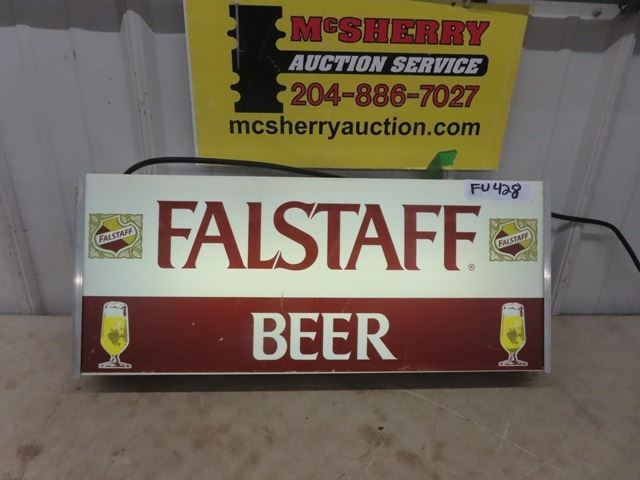 McSHERRY
AUCTION SERVICE
204-886-7027
mcsherryauction.com
FU428
FALSTAFF FALSTAFF® FALSTAFF
BEER